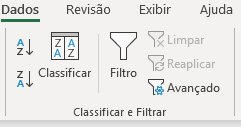 Dados Revisão Exibir Ajuda
A
Z
Z
A
Z A
A Z
Classificar
Filtro
Limpar
Reaplicar
Avançado
Classificar e Filtrar